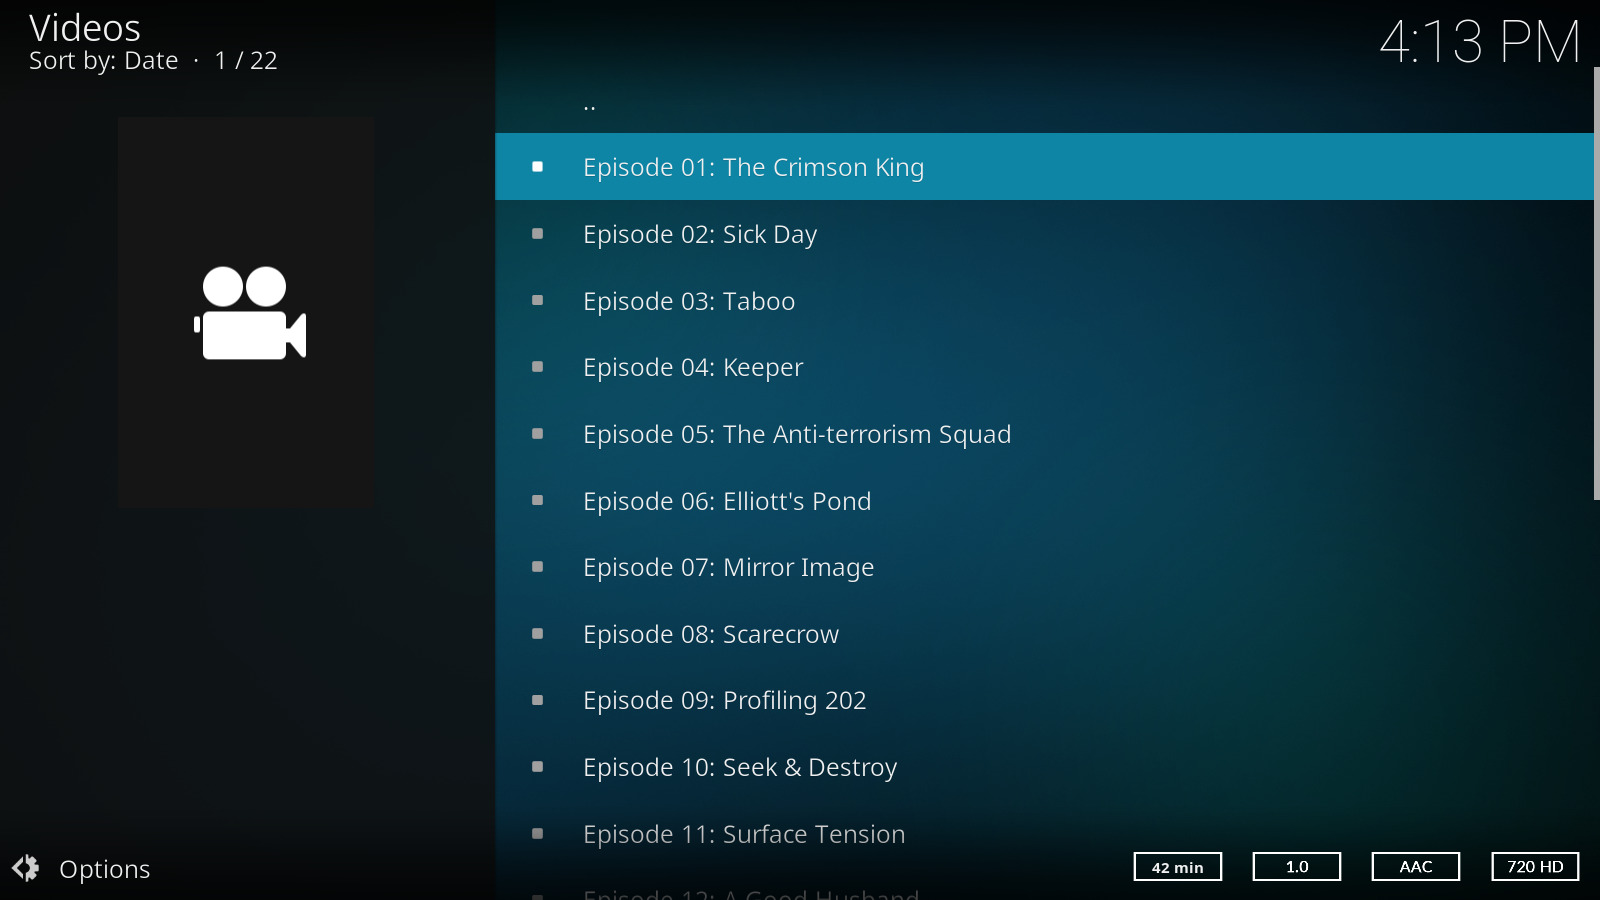 Videos
Sort by: Date · 1 / 22
4:13 PM
..
Episode 01: The Crimson King
Episode 02: Sick Day
Episode 03: Taboo
Episode 04: Keeper
Episode 05: The Anti-terrorism Squad
Episode 06: Elliott's Pond
Episode 07: Mirror Image
Episode 08: Scarecrow
Episode 09: Profiling 202
Episode 10: Seek & Destroy
Episode 11: Surface Tension
Episode 12: A Good Husband
Options
42 min
1.0
AAC
720 HD